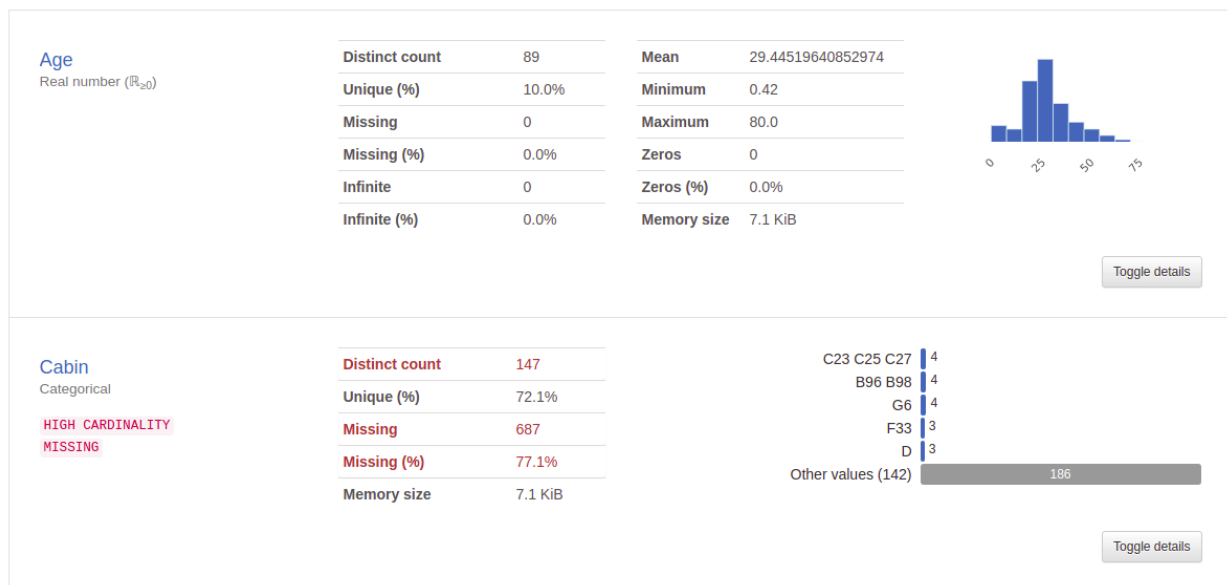 Age
Real number (ℝ≥0)
Distinct count 89
Unique (%) 10.0%
Missing 0
Missing (%) 0.0%
Infinite 0
Infinite (%) 0.0%
Mean 29.44519640852974
Minimum 0.42
Maximum 80.0
Zeros 0
Zeros (%) 0.0%
Memory size 7.1 KiB
0 25 50 75
Toggle details
Cabin
Categorical
HIGH CARDINALITY
MISSING
Distinct count 147
Unique (%) 72.1%
Missing 687
Missing (%) 77.1%
Memory size 7.1 KiB
C23 C25 C27 4
B96 B98 4
G6 4
F33 3
D 3
Other values (142) 186
Toggle details